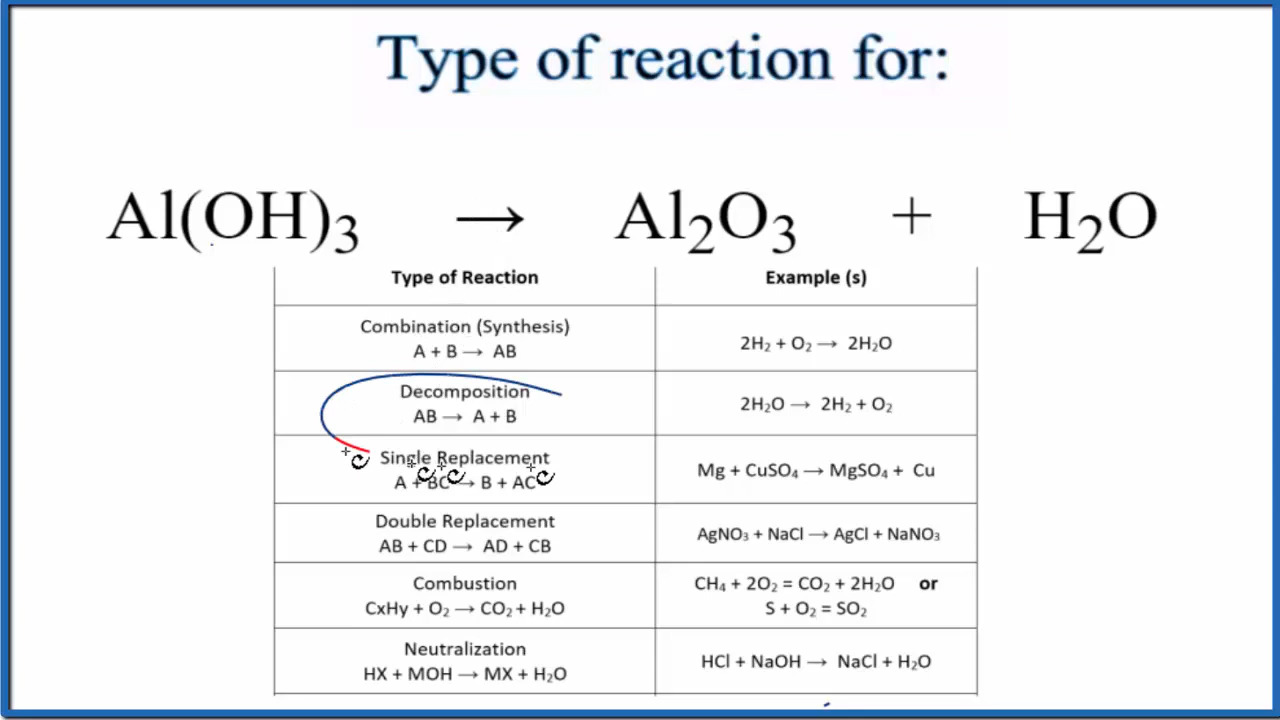 Type of reaction for:
Al(OH)₃ → Al₂O₃ + H₂O
Type of Reaction Example (s)
Combination (Synthesis)
A + B → AB
2H₂ + O₂ → 2H₂O
Decomposition
AB → A + B
2H₂O → 2H₂ + O₂
Single Replacement
A + BC → B + AC
Mg + CuSO₄ → MgSO₄ + Cu
Double Replacement
AB + CD → AD + CB
AgNO₃ + NaCl → AgCl + NaNO₃
Combustion
CxHy + O₂ → CO₂ + H₂O
CH₄ + 2O₂ = CO₂ + 2H₂O or
S + O₂ = SO₂
Neutralization
HX + MOH → MX + H₂O
HCl + NaOH → NaCl + H₂O